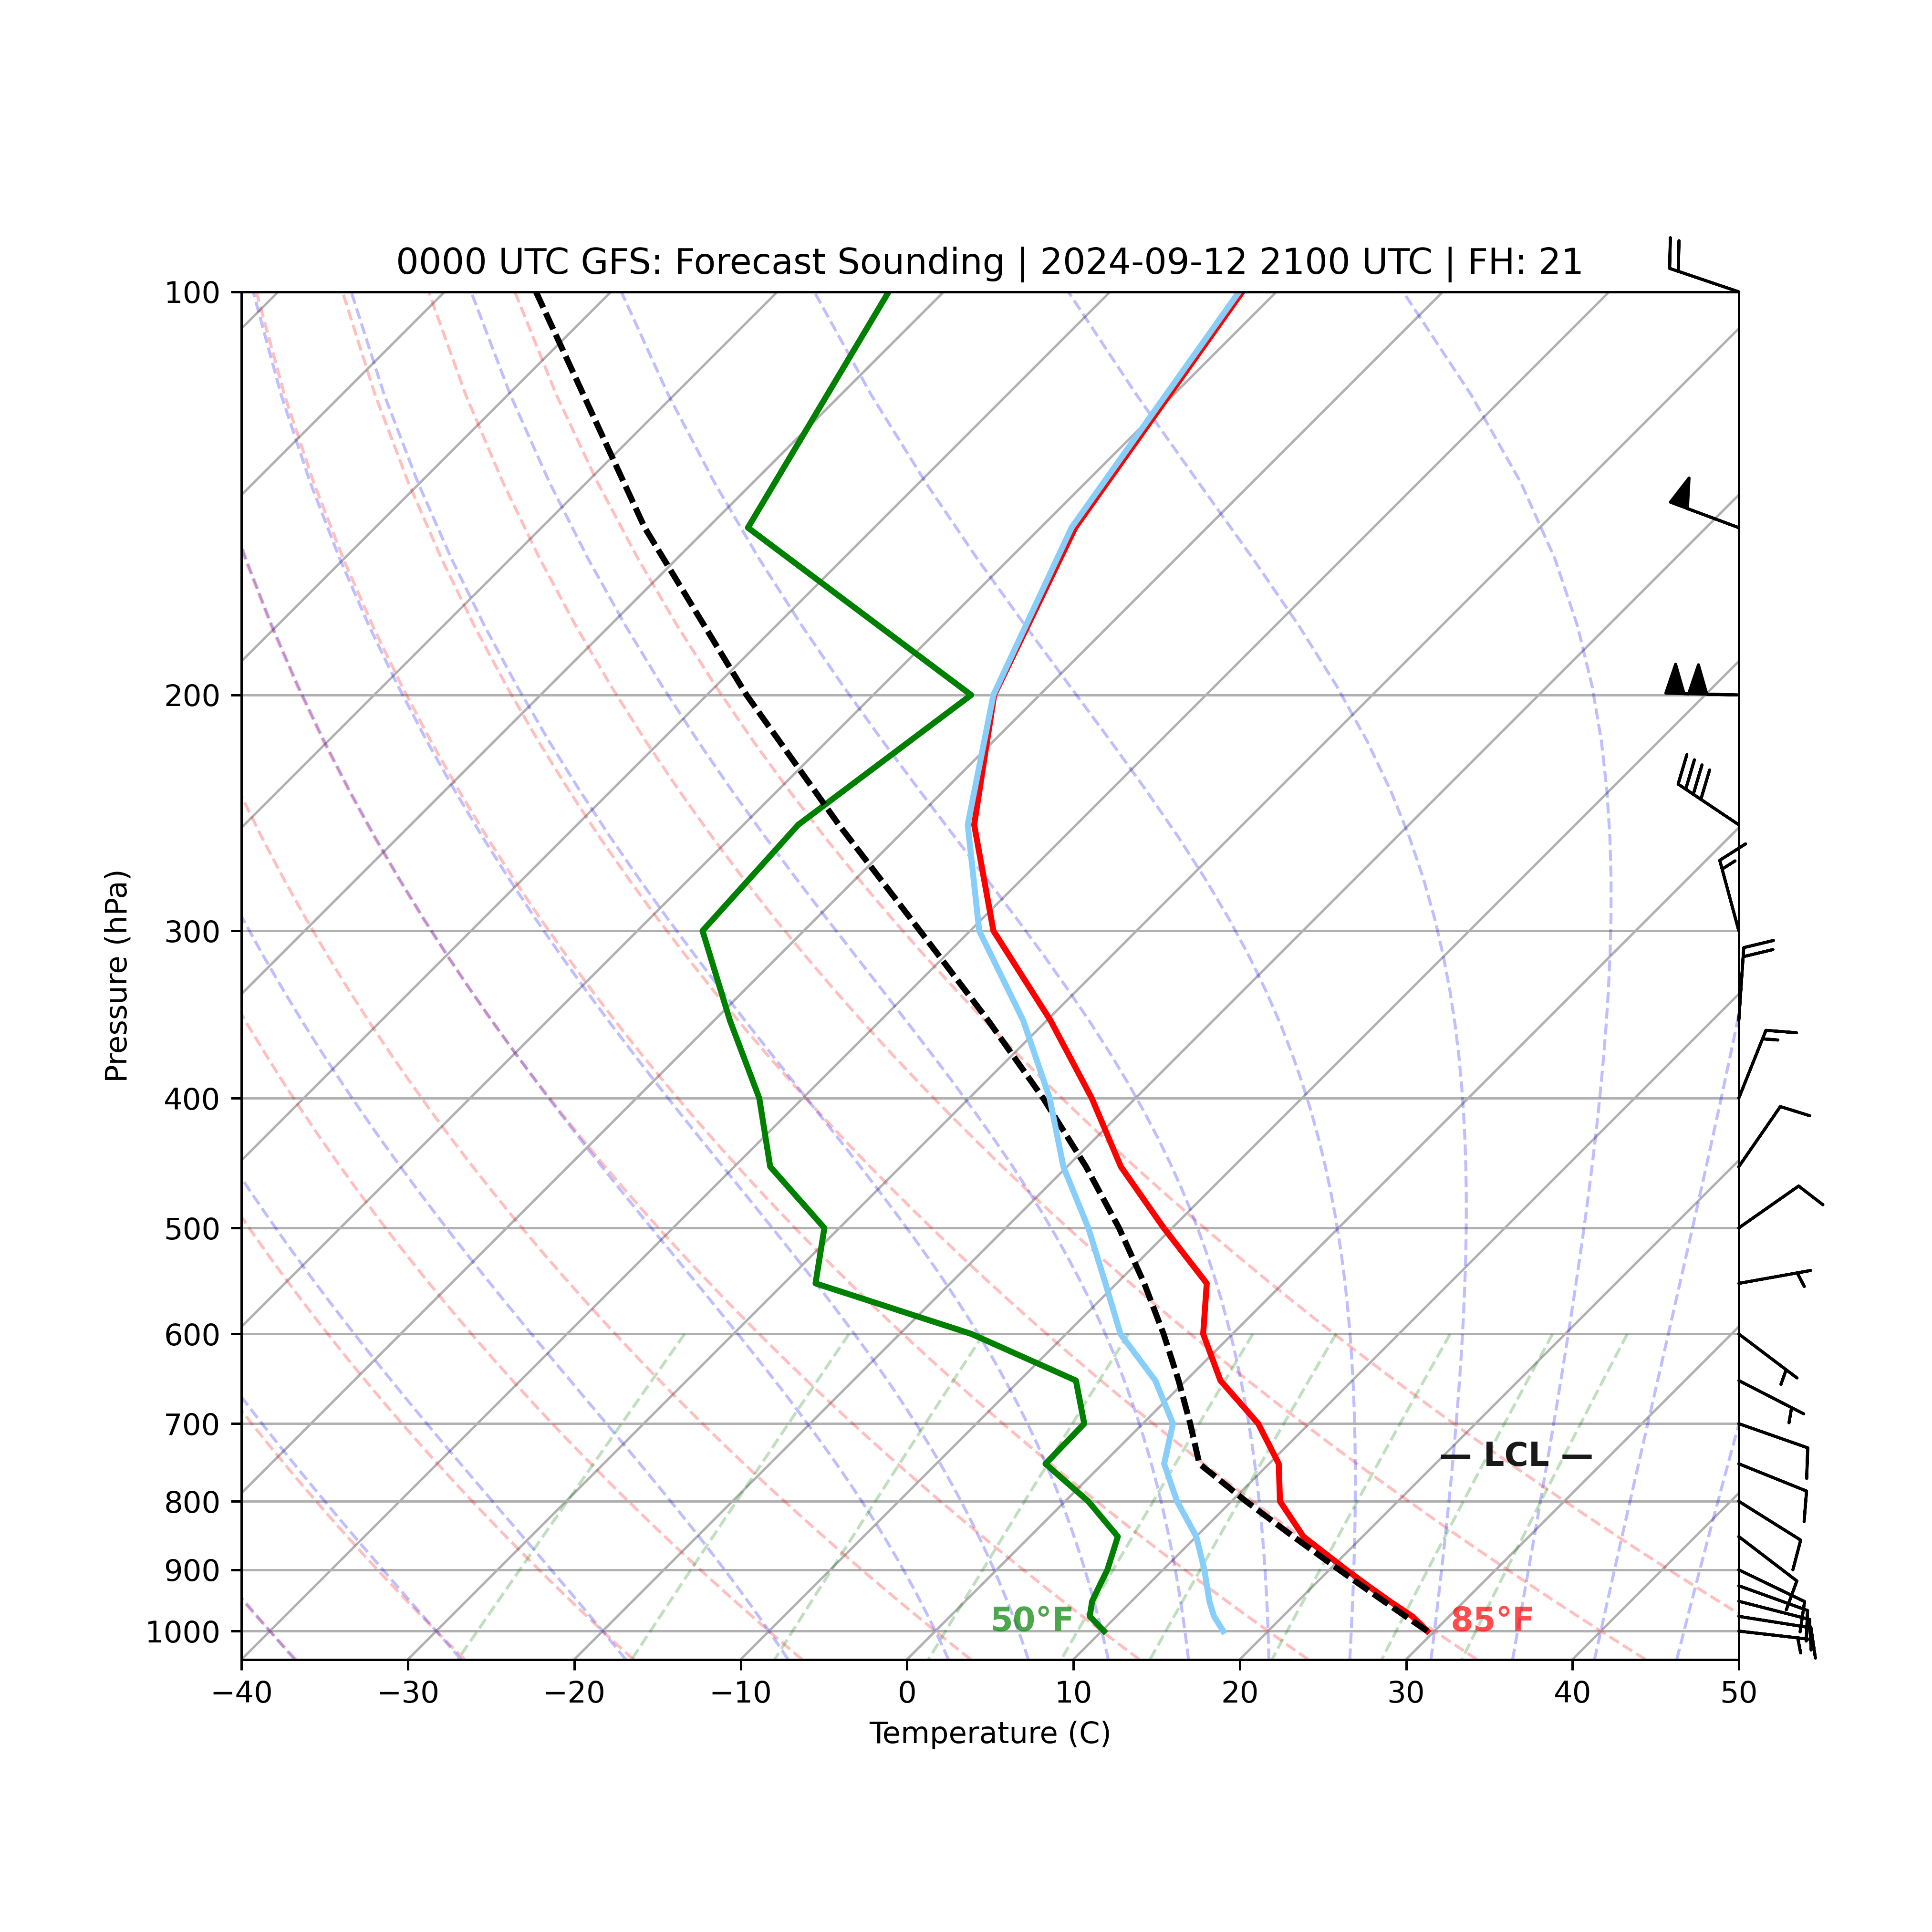 0000 UTC GFS: Forecast Sounding | 2024-09-12 2100 UTC | FH: 21
100
200
300
400
500
600
700
800
900
1000
Pressure (hPa)
— LCL —
50°F
85°F
−40 −30 −20 −10 0 10 20 30 40 50
Temperature (C)